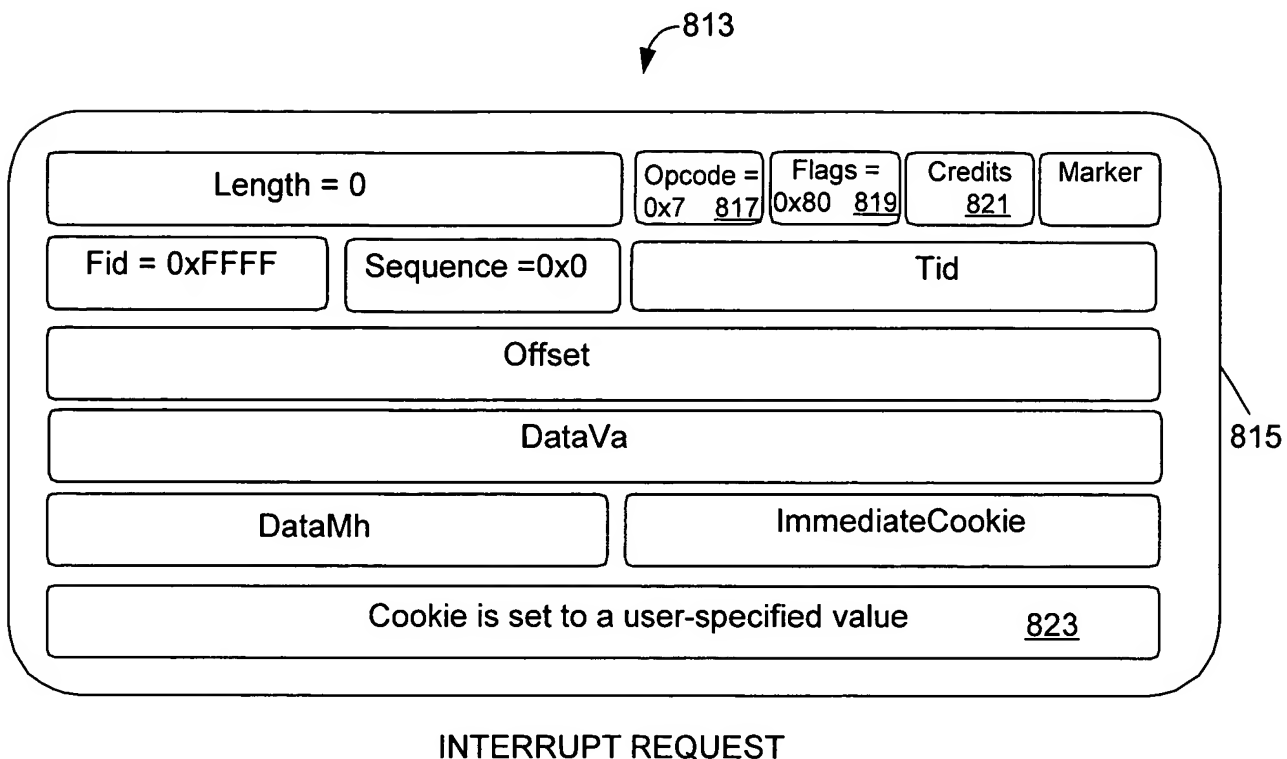 813
Length = 0
Opcode =
0x7 817
Flags =
0x80 819
Credits
821
Marker
Fid = 0xFFFF
Sequence =0x0
Tid
Offset
DataVa
815
DataMh
ImmediateCookie
Cookie is set to a user-specified value 823
INTERRUPT REQUEST